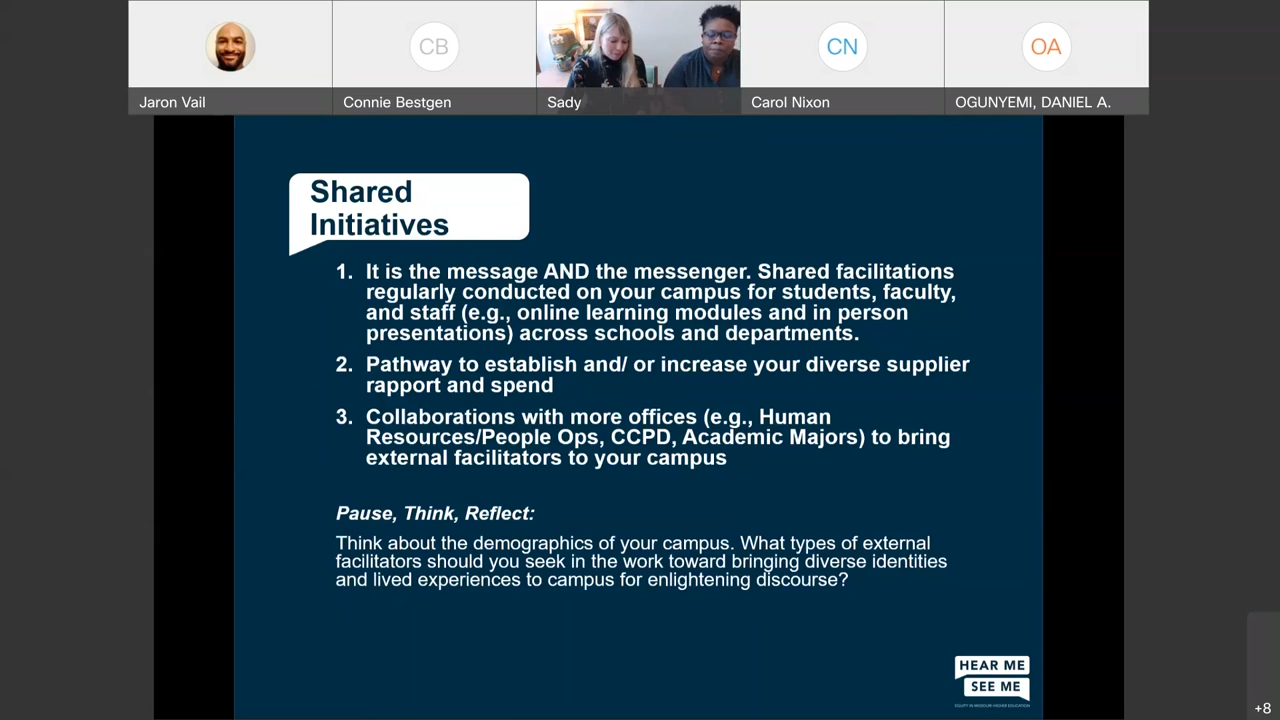 CB
CN
OA
Jaron Vail
Connie Bestgen
Sady
Carol Nixon
OGUNYEMI, DANIEL A.
Shared
Initiatives
1. It is the message AND the messenger. Shared facilitations
regularly conducted on your campus for students, faculty,
and staff (e.g., online learning modules and in person
presentations) across schools and departments.
2. Pathway to establish and/ or increase your diverse supplier
rapport and spend
3. Collaborations with more offices (e.g., Human
Resources/People Ops, CCPD, Academic Majors) to bring
external facilitators to your campus
Pause, Think, Reflect:
Think about the demographics of your campus. What types of external
facilitators should you seek in the work toward bringing diverse identities
and lived experiences to campus for enlightening discourse?
HEAR ME
SEE ME
EQUITY IN MISSOURI HIGHER EDUCATION
+8